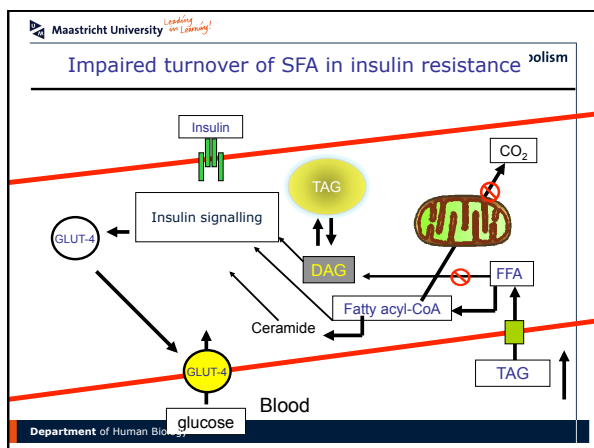 Maastricht University
Leading
in Learning!
olism
Impaired turnover of SFA in insulin resistance
Insulin
CO2
TAG
Insulin signalling
GLUT-4
DAG
FFA
Fatty acyl-CoA
Ceramide
GLUT-4
TAG
Blood
glucose
Department of Human Bio